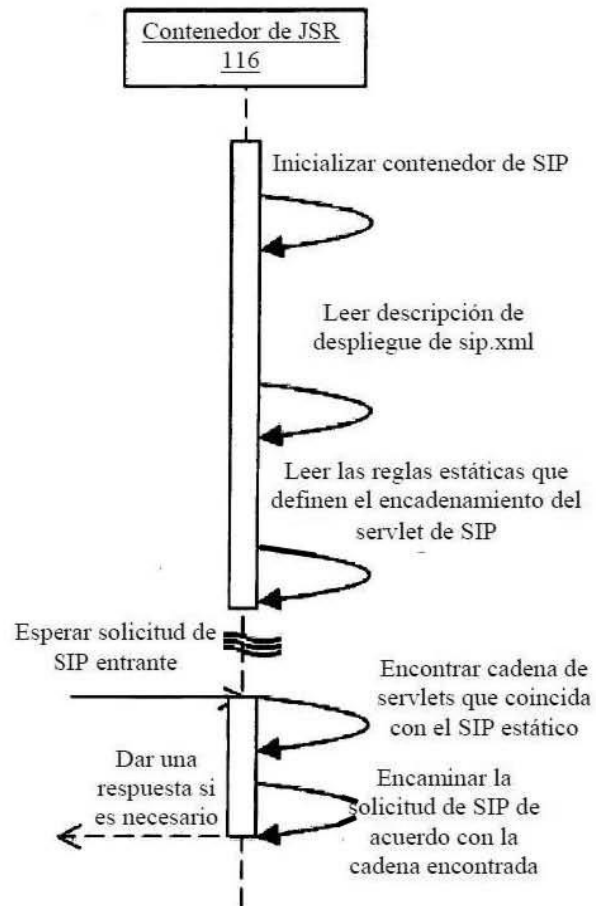 Contenedor de JSR
116
Inicializar contenedor de SIP
Leer descripción de
despliegue de sip.xml
Leer las reglas estáticas que
definen el encadenamiento del
servlet de SIP
Esperar solicitud de
SIP entrante
Encontrar cadena de
servlets que coincida
con el SIP estático
Dar una
respuesta si
es necesario
Encaminar la
solicitud de SIP de
acuerdo con la
cadena encontrada